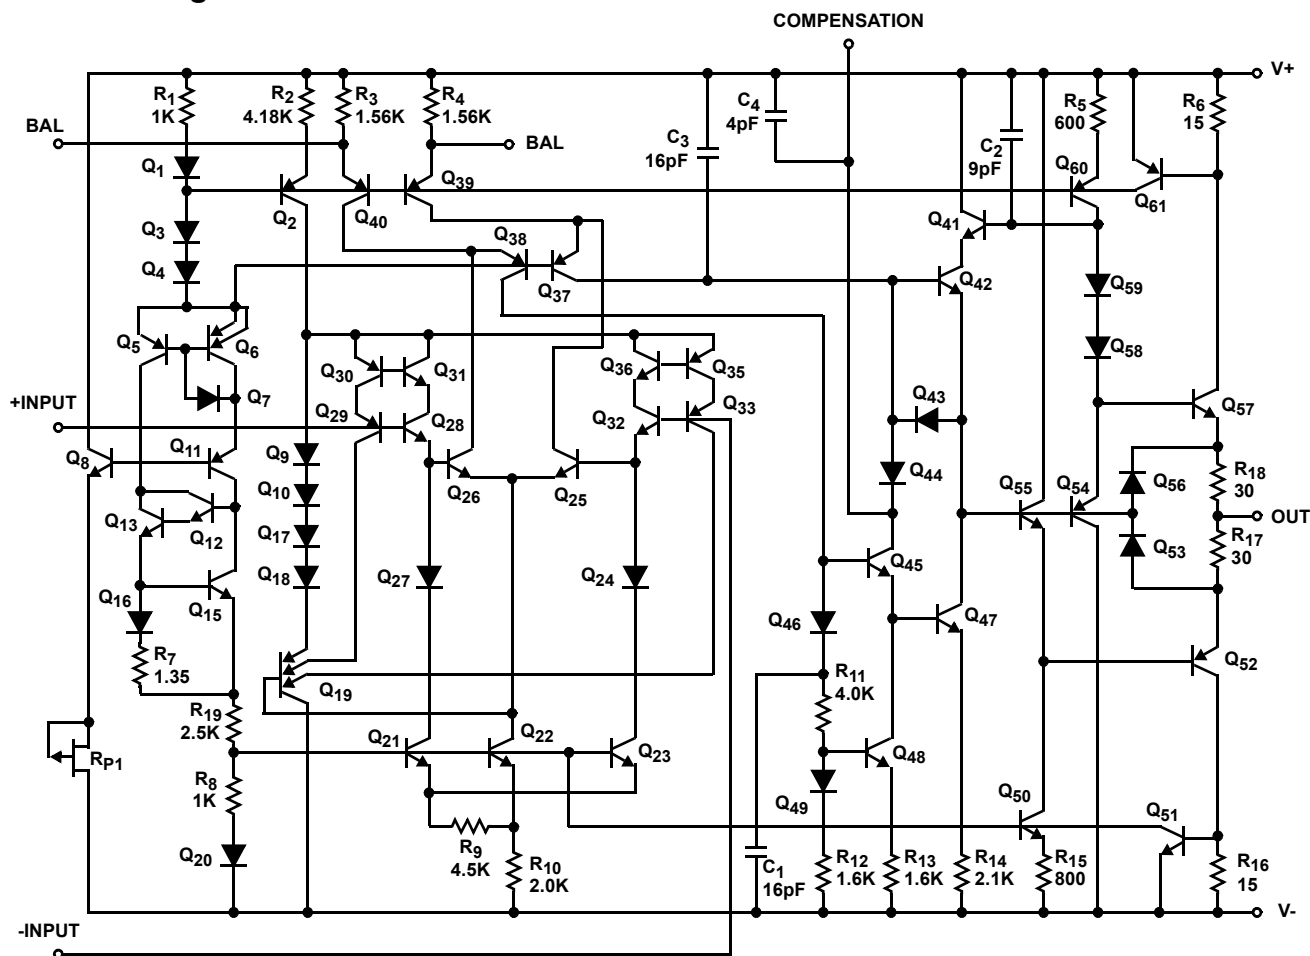 COMPENSATION
V+
R1
1K
R2
4.18K
R3
1.56K
R4
1.56K
C4
4pF
R5
600
R6
15
BAL
BAL
C3
16pF
C2
9pF
Q1
Q2
Q40
Q39
Q60
Q61
Q3
Q4
Q38
Q37
Q41
Q42
Q59
Q58
Q5
Q6
Q7
Q30
Q31
Q36
Q35
+INPUT
Q29
Q28
Q32
Q33
Q43
Q57
Q8
Q11
Q9
Q10
Q26
Q25
Q44
Q55
Q54
Q56
R18
30
OUT
Q13
Q12
Q17
Q18
Q27
Q24
Q45
Q53
R17
30
Q16
Q15
Q46
Q47
R7
1.35
Q19
R11
4.0K
Q52
R19
2.5K
RP1
Q21
Q22
Q23
Q48
R8
1K
Q49
Q50
Q51
Q20
R9
4.5K
R10
2.0K
C1
16pF
R12
1.6K
R13
1.6K
R14
2.1K
R15
800
R16
15
V-
-INPUT